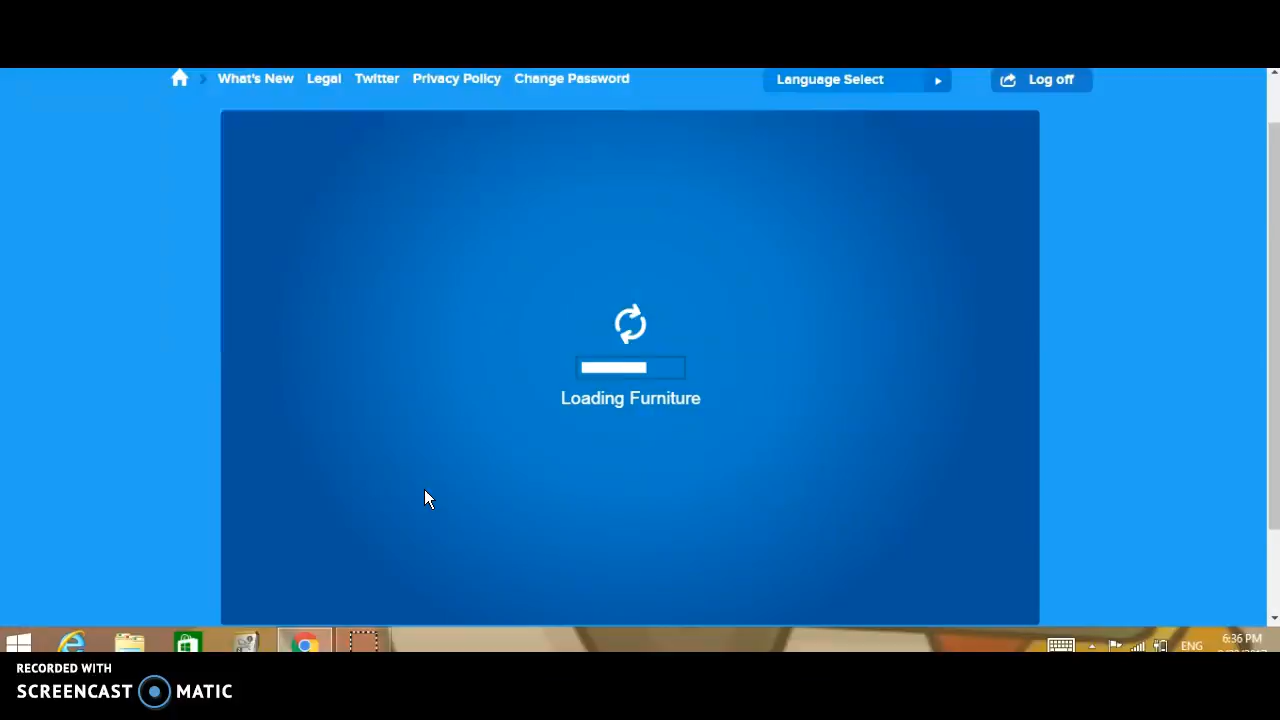 What's New Legal Twitter Privacy Policy Change Password Language Select Log off
Loading Furniture
6:36 PM
ENG
RECORDED WITH
SCREENCAST MATIC